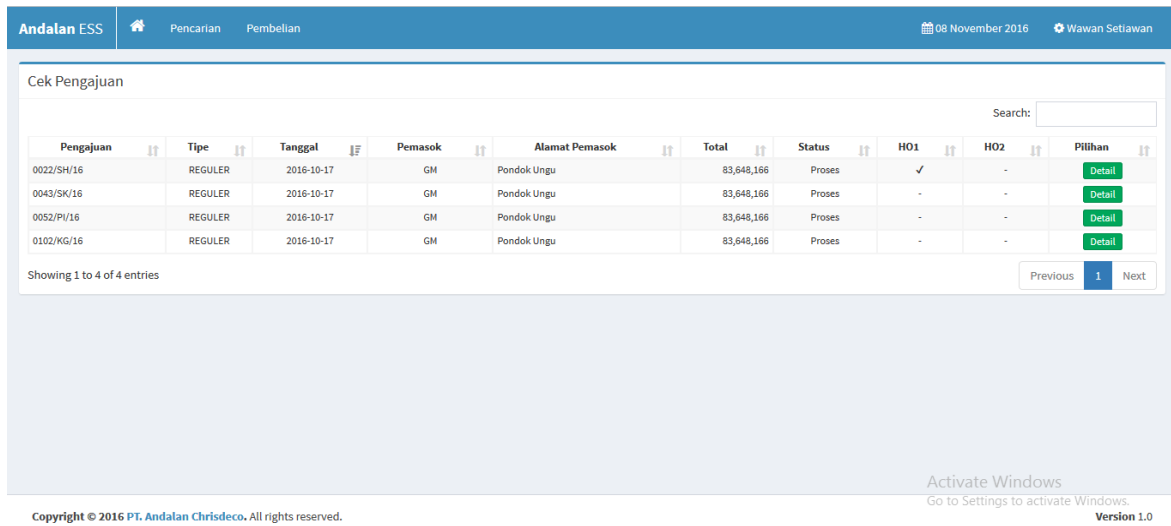 Andalan ESS Pencarian Pembelian 08 November 2016 Wawan Setiawan
Cek Pengajuan
Search:
Pengajuan Tipe Tanggal Pemasok Alamat Pemasok Total Status HO1 HO2 Pilihan
0022/SH/16 REGULER 2016-10-17 GM Pondok Ungu 83,648,166 Proses ✓ - Detail
0043/SK/16 REGULER 2016-10-17 GM Pondok Ungu 83,648,166 Proses - - Detail
0052/PI/16 REGULER 2016-10-17 GM Pondok Ungu 83,648,166 Proses - - Detail
0102/KG/16 REGULER 2016-10-17 GM Pondok Ungu 83,648,166 Proses - - Detail
Showing 1 to 4 of 4 entries Previous 1 Next
Activate Windows
Go to Settings to activate Windows.
Copyright © 2016 PT. Andalan Chrisdeco. All rights reserved. Version 1.0